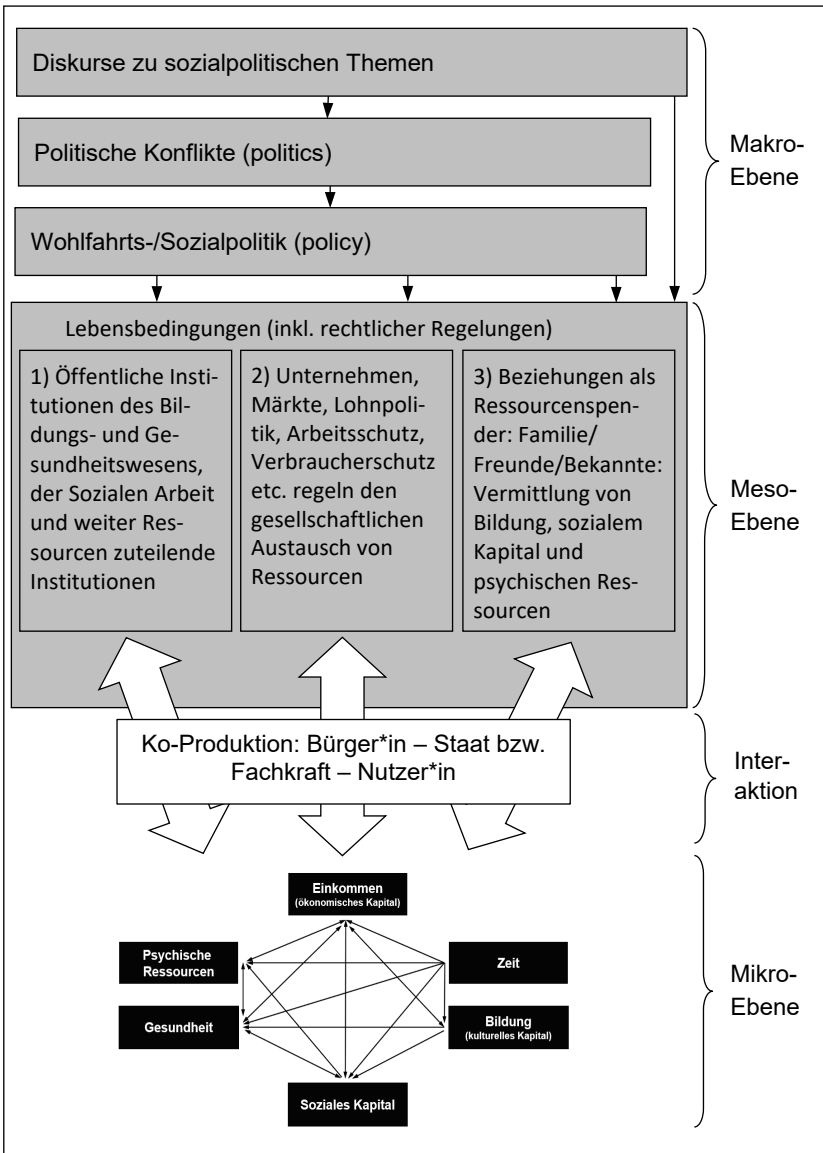 Diskurse zu sozialpolitischen Themen
Politische Konflikte (politics)
Wohlfahrts-/Sozialpolitik (policy)
Makro-
Ebene
Lebensbedingungen (inkl. rechtlicher Regelungen)
1) Öffentliche Insti-
tutionen des Bil-
dungs- und Ge-
sundheitswesens,
der Sozialen Arbeit
und weiter Res-
sourcen zuteilende
Institutionen
2) Unternehmen,
Märkte, Lohnpoli-
tik, Arbeitsschutz,
Verbraucherschutz
etc. regeln den
gesellschaftlichen
Austausch von
Ressourcen
3) Beziehungen als
Ressourcenspen-
der: Familie/
Freunde/Bekannte:
Vermittlung von
Bildung, sozialem
Kapital und
psychischen Res-
sourcen
Meso-
Ebene
Ko-Produktion: Bürger*in – Staat bzw.
Fachkraft – Nutzer*in
Inter-
aktion
Einkommen
(ökonomisches Kapital)
Psychische
Ressourcen
Zeit
Gesundheit
Bildung
(kulturelles Kapital)
Soziales Kapital
Mikro-
Ebene